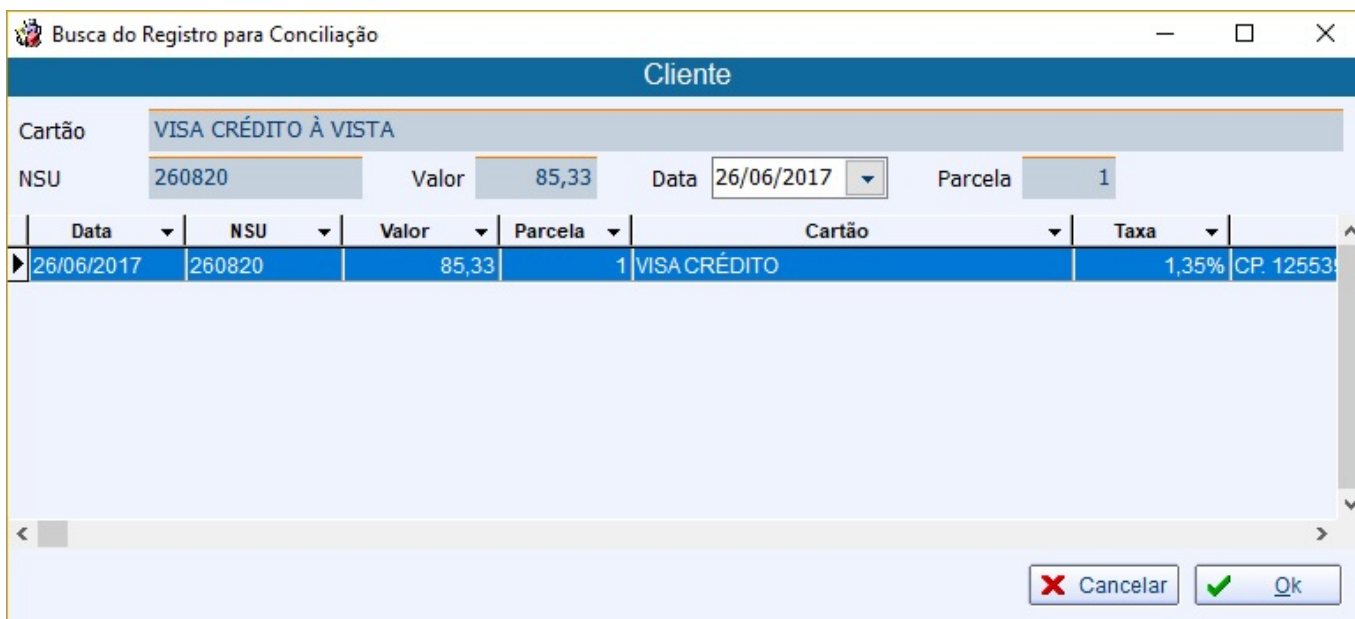 Busca do Registro para Conciliação
Cliente
Cartão VISA CRÉDITO À VISTA
NSU 260820 Valor 85,33 Data 26/06/2017 Parcela 1
Data NSU Valor Parcela Cartão Taxa
26/06/2017 260820 85,33 1 VISA CRÉDITO 1,35% CP. 12553
Cancelar Ok